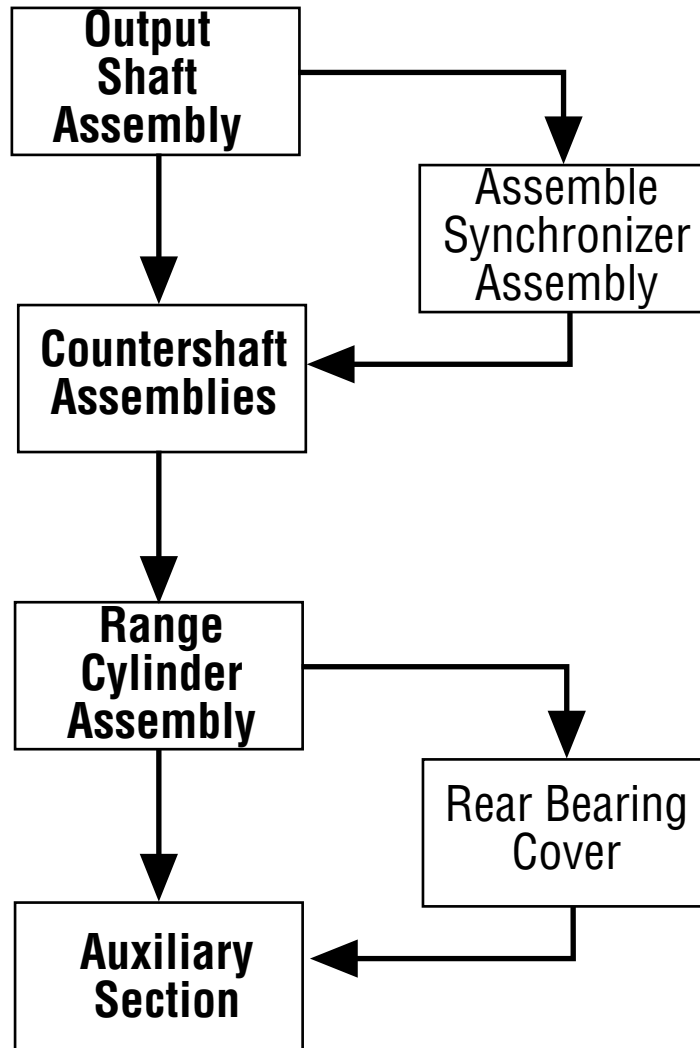 Output
Shaft
Assembly
Assemble
Synchronizer
Assembly
Countershaft
Assemblies
Range
Cylinder
Assembly
Rear Bearing
Cover
Auxiliary
Section